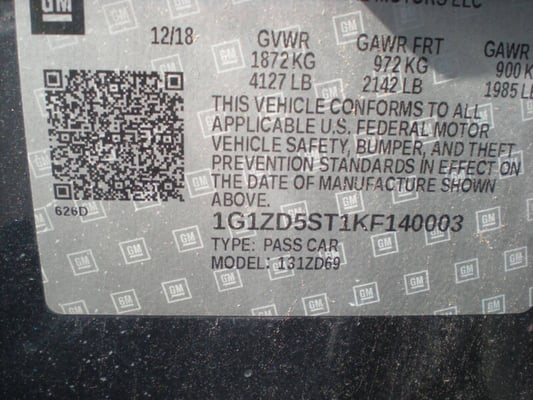 GM
MOTORS LLC
12/18 GVWR GAWR FRT GAWR
1872 KG 972 KG 900 K
4127 LB 2142 LB 1985 L
THIS VEHICLE CONFORMS TO ALL
APPLICABLE U.S. FEDERAL MOTOR
VEHICLE SAFETY, BUMPER, AND THEFT
PREVENTION STANDARDS IN EFFECT ON
THE DATE OF MANUFACTURE SHOWN
ABOVE.
626D
1G1ZD5ST1KF140003
TYPE: PASS CAR
MODEL: 131ZD69